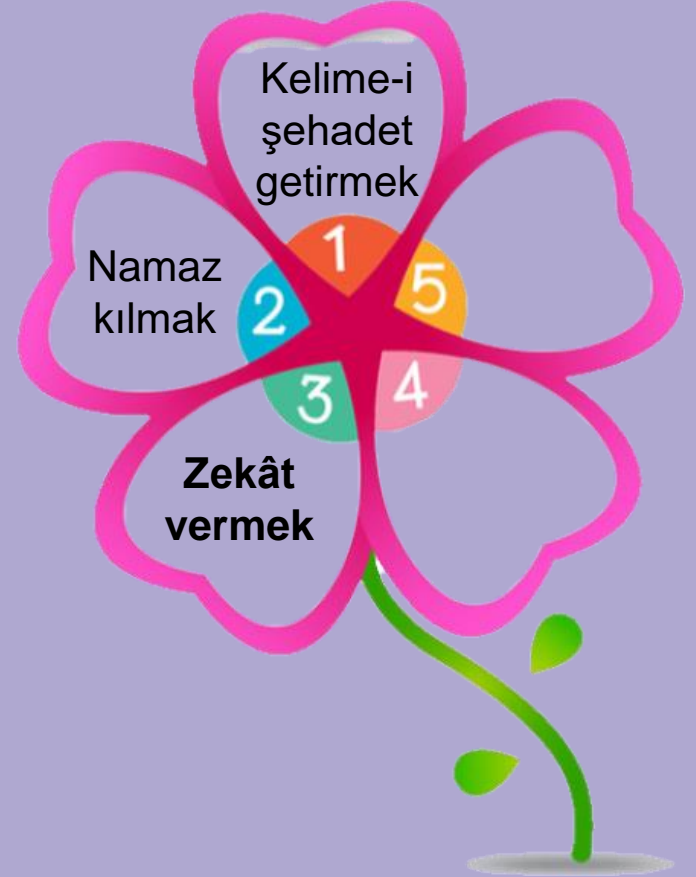 Kelime-i
şehadet
getirmek
1
5
Namaz
kılmak
2
3
4
Zekât
vermek